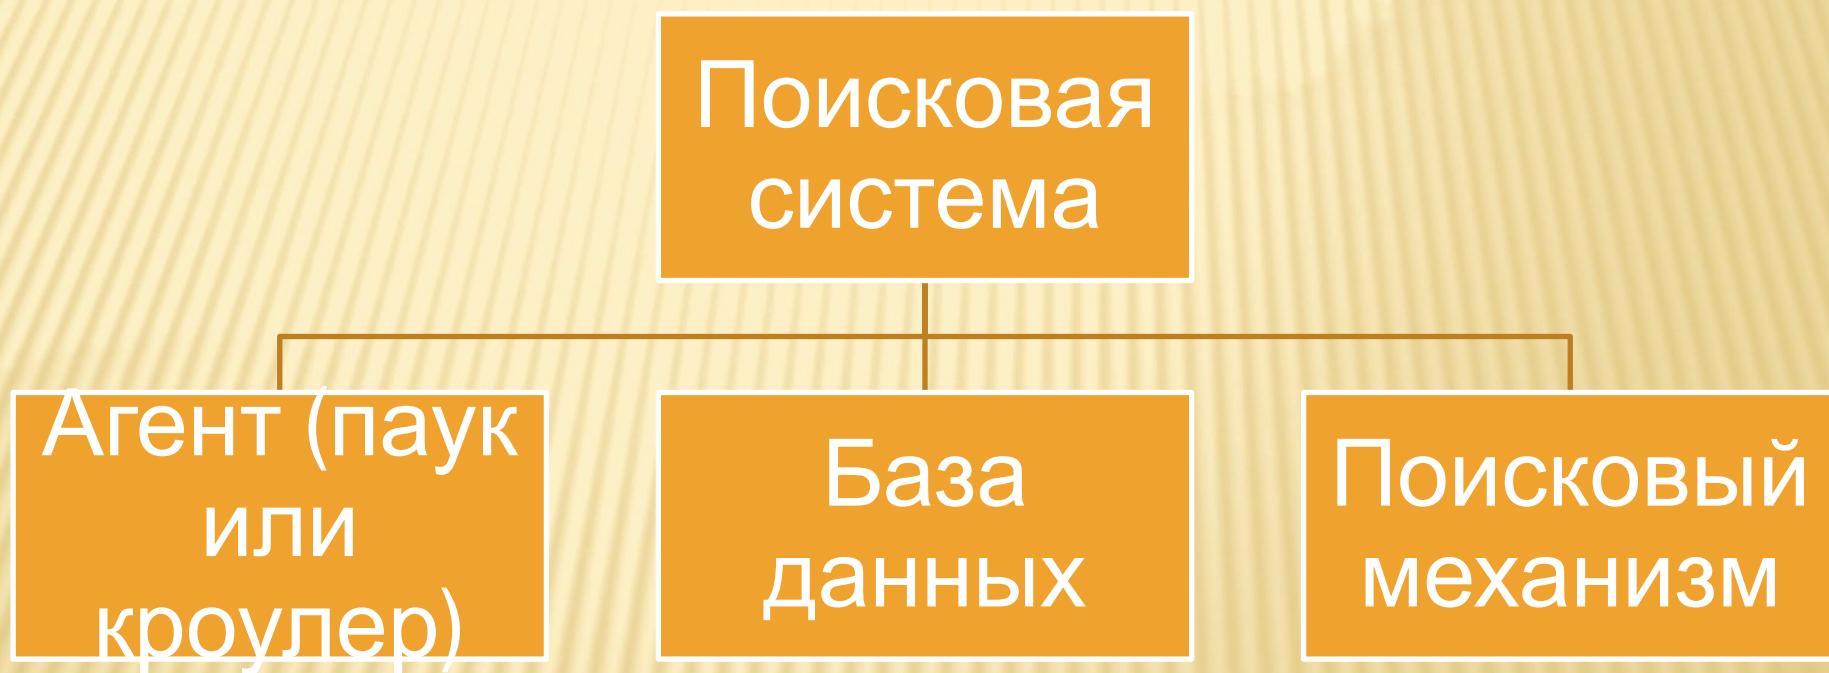 Поисковая
система
Агент (паук
или
кроулер)
База
данных
Поисковый
механизм